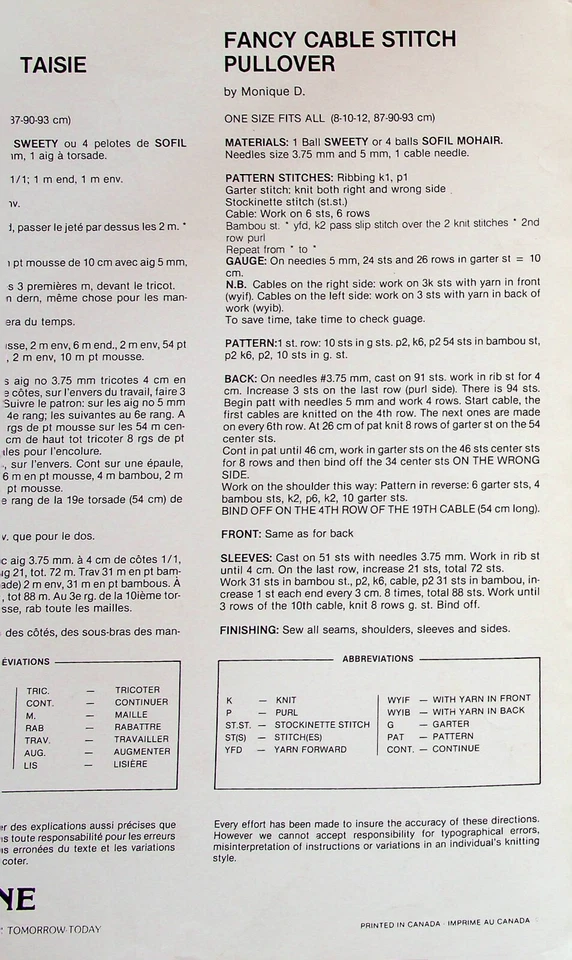 TAISIE
37-90-93 cm)
SWEETY ou 4 pelotes de SOFIL
1 aig à torsade.
1/1; 1 m end, 1 m env.
passer le jeté par dessus les 2 m. *
pt mousse de 10 cm avec aig 5 mm,
3 premières m, devant le tricot.
dern, même chose pour les man-
era du temps.
sse, 2 m env, 6 m end., 2 m env, 54 pt
, 2 m env, 10 m pt mousse.
s aig no 3.75 mm tricotes 4 cm en
côtes, sur l'envers du travail, faire 3
Suivre le patron: sur les aig no 5 mm
4e rang; les suivantes au 6e rang. A
rgs de pt mousse sur les 54 m cen-
cm de haut tot tricoter 8 rgs de pt
les pour l'encolure.
, sur l'envers. Cont sur une épaule,
6 m en pt mousse, 4 m bambou, 2 m
pt mousse.
rang de la 19e torsade (54 cm) de
v. que pour le dos.
c aig 3.75 mm. à 4 cm de côtes 1/1,
ig 21, tot. 72 m. Trav 31 m en pt bam-
ade) 2 m env, 31 m en pt bambous. À
, tot 88 m. Au 3e rg. de la 10ième tor-
sse, rab toute les mailles.
des côtés, des sous-bras des man-
ÉVIATIONS
TRIC. — TRICOTER
CONT. — CONTINUER
M. — MAILLE
RAB — RABATTRE
TRAV. — TRAVAILLER
AUG. — AUGMENTER
LIS — LISIÈRE
er des explications aussi précises que
s toute responsabilité pour les erreurs
s erronées du texte et les variations
coter.
NE
TOMORROW TODAY
FANCY CABLE STITCH
PULLOVER
by Monique D.
ONE SIZE FITS ALL (8-10-12, 87-90-93 cm)
MATERIALS: 1 Ball SWEETY or 4 balls SOFIL MOHAIR.
Needles size 3.75 mm and 5 mm, 1 cable needle.
PATTERN STITCHES: Ribbing k1, p1
Garter stitch: knit both right and wrong side
Stockinette stitch (st.st.)
Cable: Work on 6 sts, 6 rows
Bambou st. * yfd, k2 pass slip stitch over the 2 knit stitches * 2nd
row purl
Repeat from * to *
GAUGE: On needles 5 mm, 24 sts and 26 rows in garter st = 10
cm.
N.B. Cables on the right side: work on 3k sts with yarn in front
(wyif). Cables on the left side: work on 3 sts with yarn in back of
work (wyib).
To save time, take to check guage.
PATTERN:1 st. row: 10 sts in g sts. p2, k6, p2 54 sts in bambou st,
p2 k6, p2, 10 sts in g. st.
BACK: On needles #3.75 mm, cast on 91 sts. work in rib st for 4
cm. Increase 3 sts on the last row (purl side). There is 94 sts.
Begin patt with needles 5 mm and work 4 rows. Start cable, the
first cables are knitted on the 4th row. The next ones are made
on every 6th row. At 26 cm of pat knit 8 rows of garter st on the 54
center sts.
Cont in pat until 46 cm, work in garter sts on the 46 sts center sts
for 8 rows and then bind off the 34 center sts ON THE WRONG
SIDE.
Work on the shoulder this way: Pattern in reverse: 6 garter sts, 4
bambou sts, k2, p6, k2, 10 garter sts.
BIND OFF ON THE 4TH ROW OF THE 19TH CABLE (54 cm long).
FRONT: Same as for back
SLEEVES: Cast on 51 sts with needles 3.75 mm. Work in rib st
until 4 cm. On the last row, increase 21 sts, total 72 sts.
Work 31 sts in bambou st., p2, k6, cable, p2 31 sts in bambou, in-
crease 1 st each end every 3 cm. 8 times, total 88 sts. Work until
3 rows of the 10th cable, knit 8 rows g. st. Bind off.
FINISHING: Sew all seams, shoulders, sleeves and sides.
ABBREVIATIONS
K — KNIT
P — PURL
ST.ST. — STOCKINETTE STITCH
ST(S) — STITCH(ES)
YFD — YARN FORWARD
WYIF — WITH YARN IN FRONT
WYIB — WITH YARN IN BACK
G — GARTER
PAT — PATTERN
CONT. — CONTINUE
Every effort has been made to insure the accuracy of these directions.
However we cannot accept responsibility for typographical errors,
misinterpretation of instructions or variations in an individual's knitting
style.
PRINTED IN CANADA · IMPRIME AU CANADA